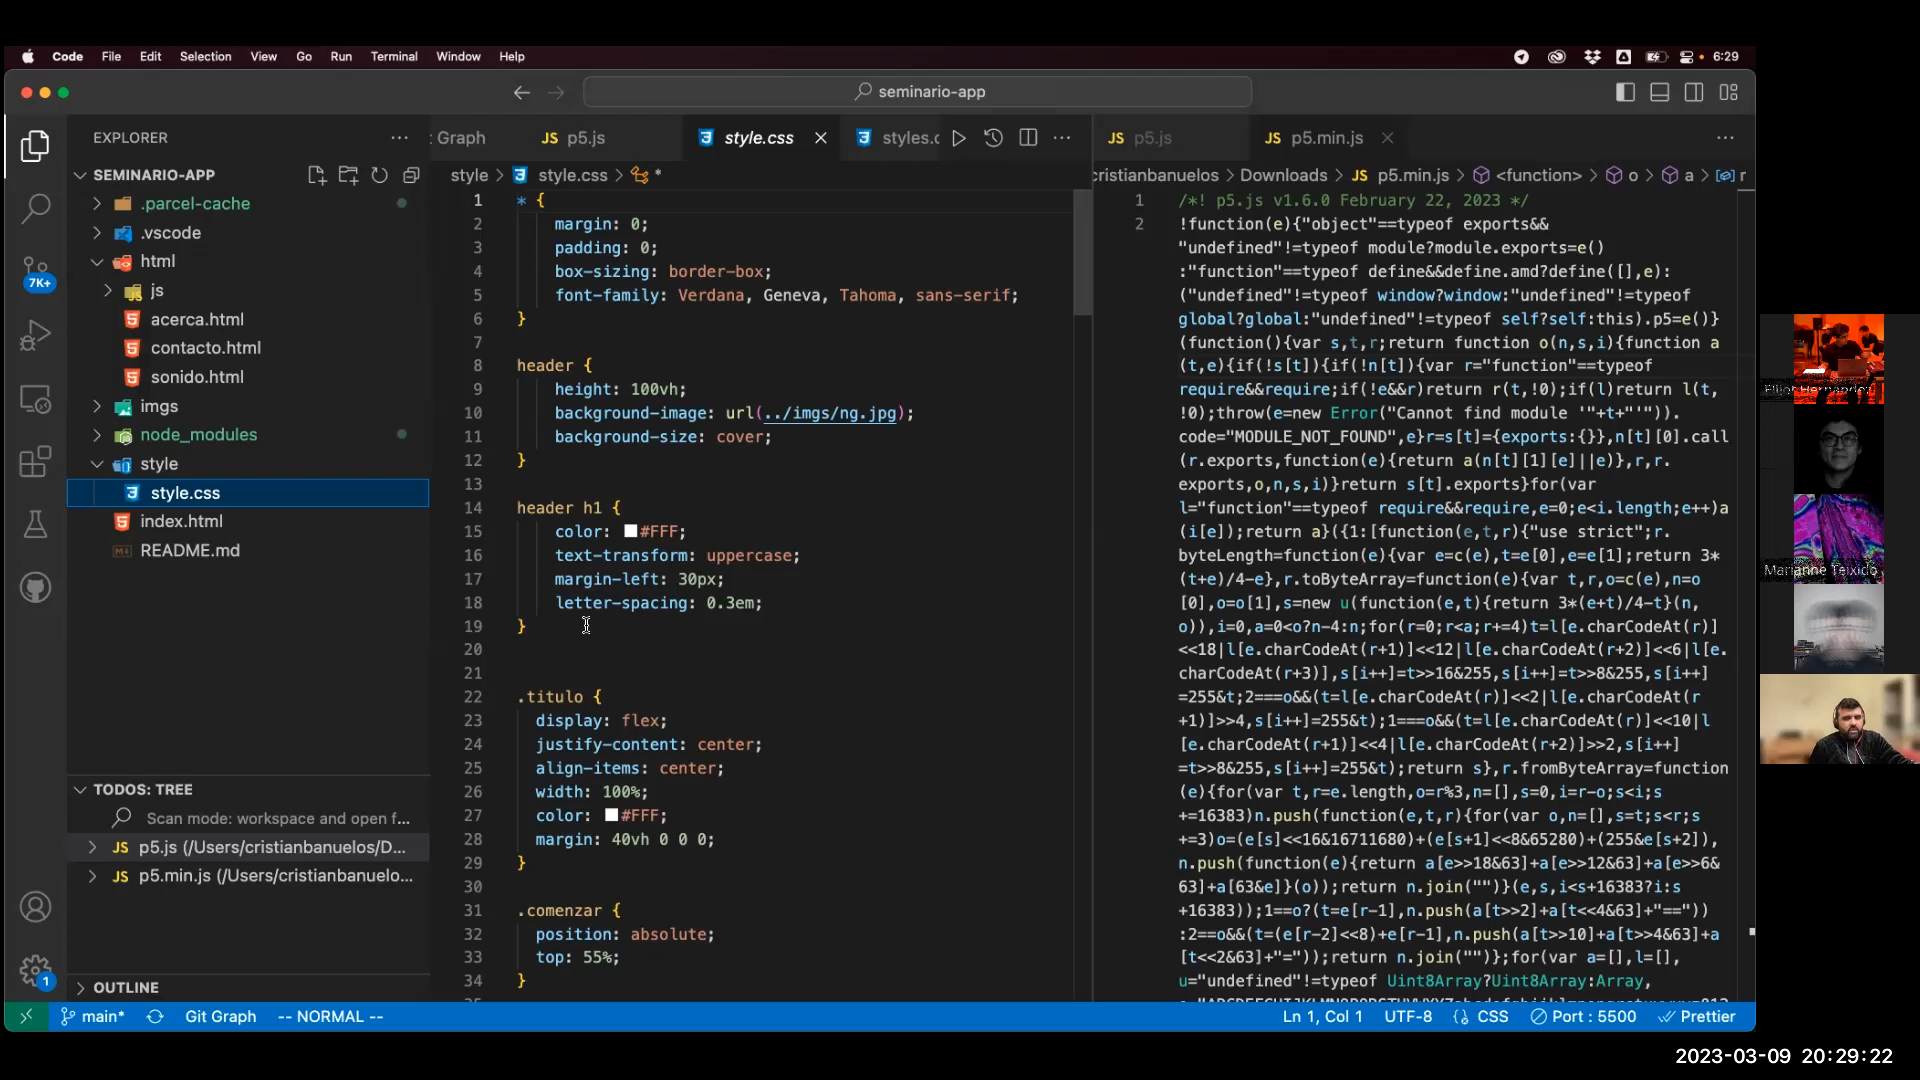 Code File Edit Selection View Go Run Terminal Window Help 6:29
seminario-app
EXPLORER
SEMINARIO-APP
.parcel-cache
.vscode
html
js
acerca.html
contacto.html
sonido.html
imgs
node_modules
style
style.css
index.html
README.md
7K+
TODOS: TREE
Scan mode: workspace and open f...
p5.js (/Users/cristianbanuelos/D...
p5.min.js (/Users/cristianbanuelo...
OUTLINE
1
Graph JS p5.js style.css styles.c
style > style.css > *
1 * {
2 margin: 0;
3 padding: 0;
4 box-sizing: border-box;
5 font-family: Verdana, Geneva, Tahoma, sans-serif;
6 }
7
8 header {
9 height: 100vh;
10 background-image: url(../imgs/ng.jpg);
11 background-size: cover;
12 }
13
14 header h1 {
15 color: #FFF;
16 text-transform: uppercase;
17 margin-left: 30px;
18 letter-spacing: 0.3em;
19 }
20
21
22 .titulo {
23 display: flex;
24 justify-content: center;
25 align-items: center;
26 width: 100%;
27 color: #FFF;
28 margin: 40vh 0 0 0;
29 }
30
31 .comenzar {
32 position: absolute;
33 top: 55%;
34 }
JS p5.js JS p5.min.js
cristianbanuelos > Downloads > JS p5.min.js > <function> > o > a > r
1 /*! p5.js v1.6.0 February 22, 2023 */
2 !function(e){"object"==typeof exports&&
"undefined"!=typeof module?module.exports=e()
:"function"==typeof define&&define.amd?define([],e):
("undefined"!=typeof window?window:"undefined"!=typeof
global?global:"undefined"!=typeof self?self:this).p5=e()}
(function(){var s,t,r;return function o(n,s,i){function a
(t,e){if(!s[t]){if(!n[t]){var r="function"==typeof
require&&require;if(!e&&r)return r(t,!0);if(l)return l(t,
!0);throw(e=new Error("Cannot find module '"+t+"'")).
code="MODULE_NOT_FOUND",e}r=s[t]={exports:{}},n[t][0].call
(r.exports,function(e){return a(n[t][1][e]||e)},r,r.
exports,o,n,s,i)}return s[t].exports}for(var
l="function"==typeof require&&require,e=0;e<i.length;e++)a
(i[e]);return a}({1:[function(e,t,r){"use strict";r.
byteLength=function(e){var e=c(e),t=e[0],e=e[1];return 3*
(t+e)/4-e},r.toByteArray=function(e){var t,r,o=c(e),n=o
[0],o=o[1],s=new u(function(e,t){return 3*(e+t)/4-t}(n,
o)),i=0,a=0<o?n-4:n;for(r=0;r<a;r+=4)t=l[e.charCodeAt(r)]
<<18|l[e.charCodeAt(r+1)]<<12|l[e.charCodeAt(r+2)]<<6|l[e.
charCodeAt(r+3)],s[i++]=t>>16&255,s[i++]=t>>8&255,s[i++]
=255&t;2===o&&(t=l[e.charCodeAt(r)]<<2|l[e.charCodeAt(r
+1)]>>4,s[i++]=255&t);1===o&&(t=l[e.charCodeAt(r)]<<10|l
[e.charCodeAt(r+1)]<<4|l[e.charCodeAt(r+2)]>>2,s[i++]
=t>>8&255,s[i++]=255&t);return s},r.fromByteArray=function
(e){for(var t,r=e.length,o=r%3,n=[],s=0,i=r-o;s<i;s
+=16383)n.push(function(e,t,r){for(var o,n=[],s=t;s<r;s
+=3)o=(e[s]<<16&16711680)+(e[s+1]<<8&65280)+(255&e[s+2]),
n.push(function(e){return a[e>>18&63]+a[e>>12&63]+a[e>>6&
63]+a[63&e]}(o));return n.join("")}(e,s,i<s+16383?i:s
+16383));1==o?(t=e[r-1],n.push(a[t>>2]+a[t<<4&63]+"=="))
:2==o&&(t=(e[r-2]<<8)+e[r-1],n.push(a[t>>10]+a[t>>4&63]+a
[t<<2&63]+"="));return n.join("")};for(var a=[],l=[],
u="undefined"!=typeof Uint8Array?Uint8Array:Array,
main* Git Graph -- NORMAL -- Ln 1, Col 1 UTF-8 CSS Port : 5500 Prettier
Marianne Teixido
2023-03-09 20:29:22